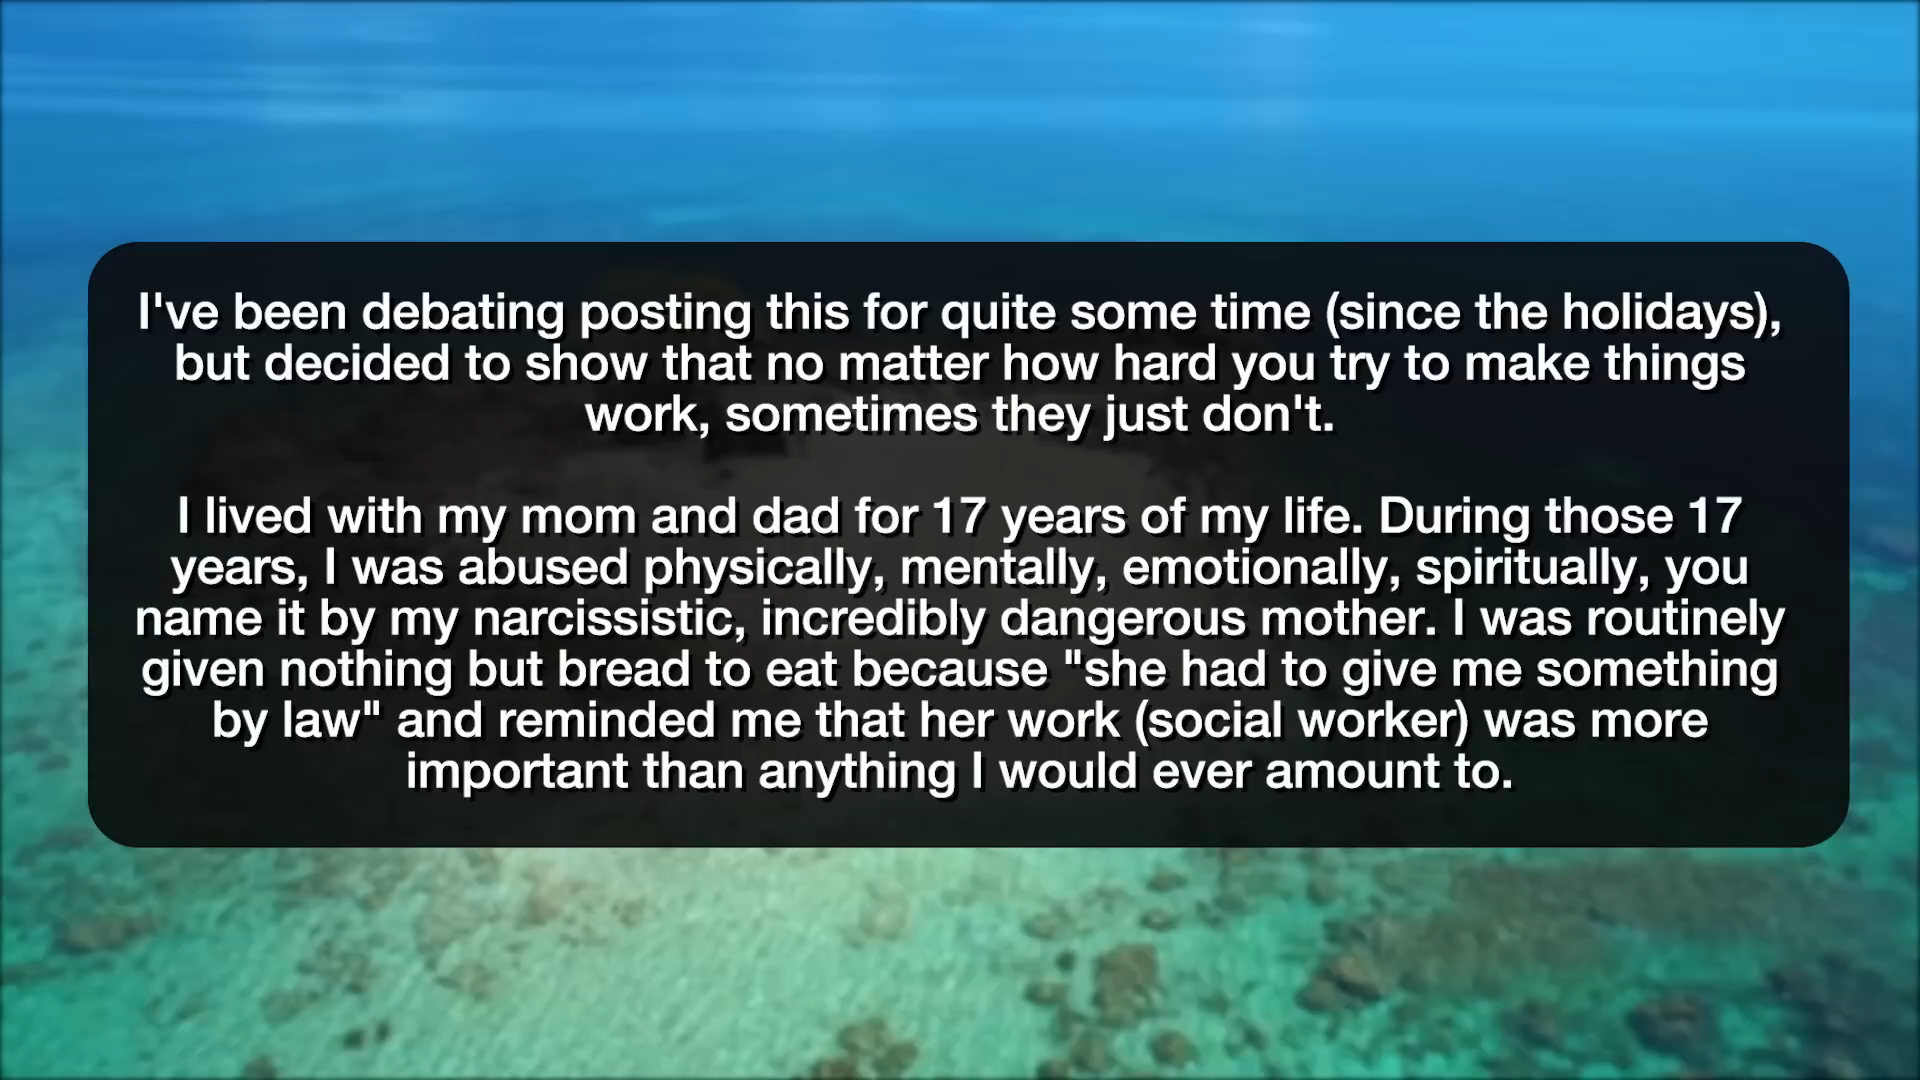 I've been debating posting this for quite some time (since the holidays),
but decided to show that no matter how hard you try to make things
work, sometimes they just don't.
I lived with my mom and dad for 17 years of my life. During those 17
years, I was abused physically, mentally, emotionally, spiritually, you
name it by my narcissistic, incredibly dangerous mother. I was routinely
given nothing but bread to eat because "she had to give me something
by law" and reminded me that her work (social worker) was more
important than anything I would ever amount to.